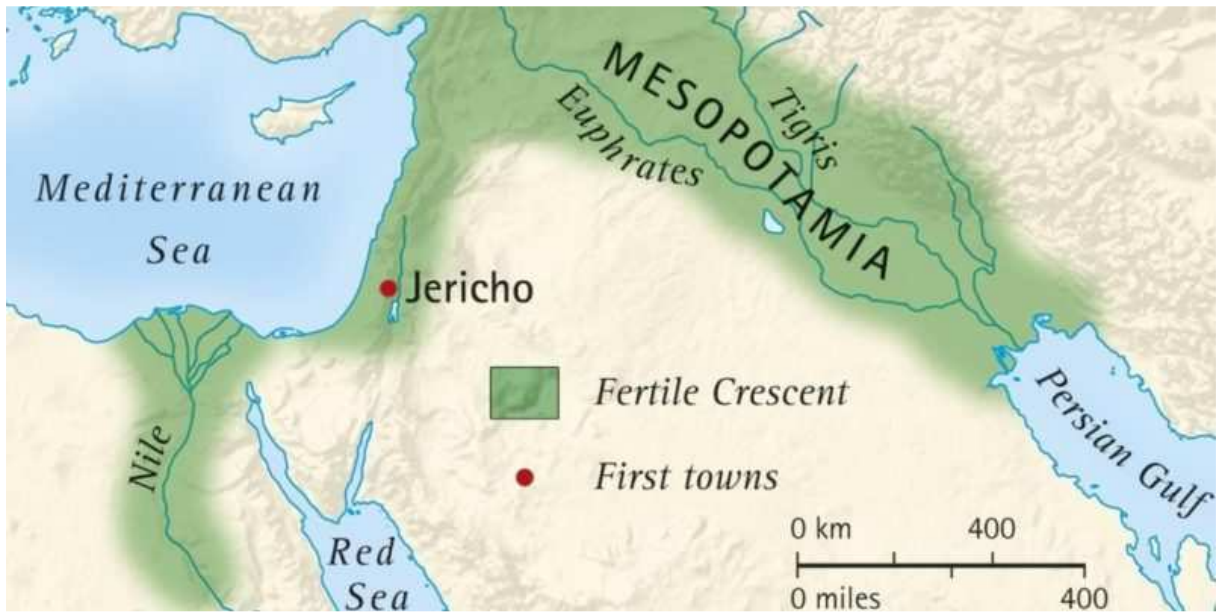 MESOPOTAMIA
Tigris
Euphrates
Mediterranean
Sea
Jericho
Fertile Crescent
First towns
Nile
Red
Sea
Persian Gulf
0 km 400
0 miles 400